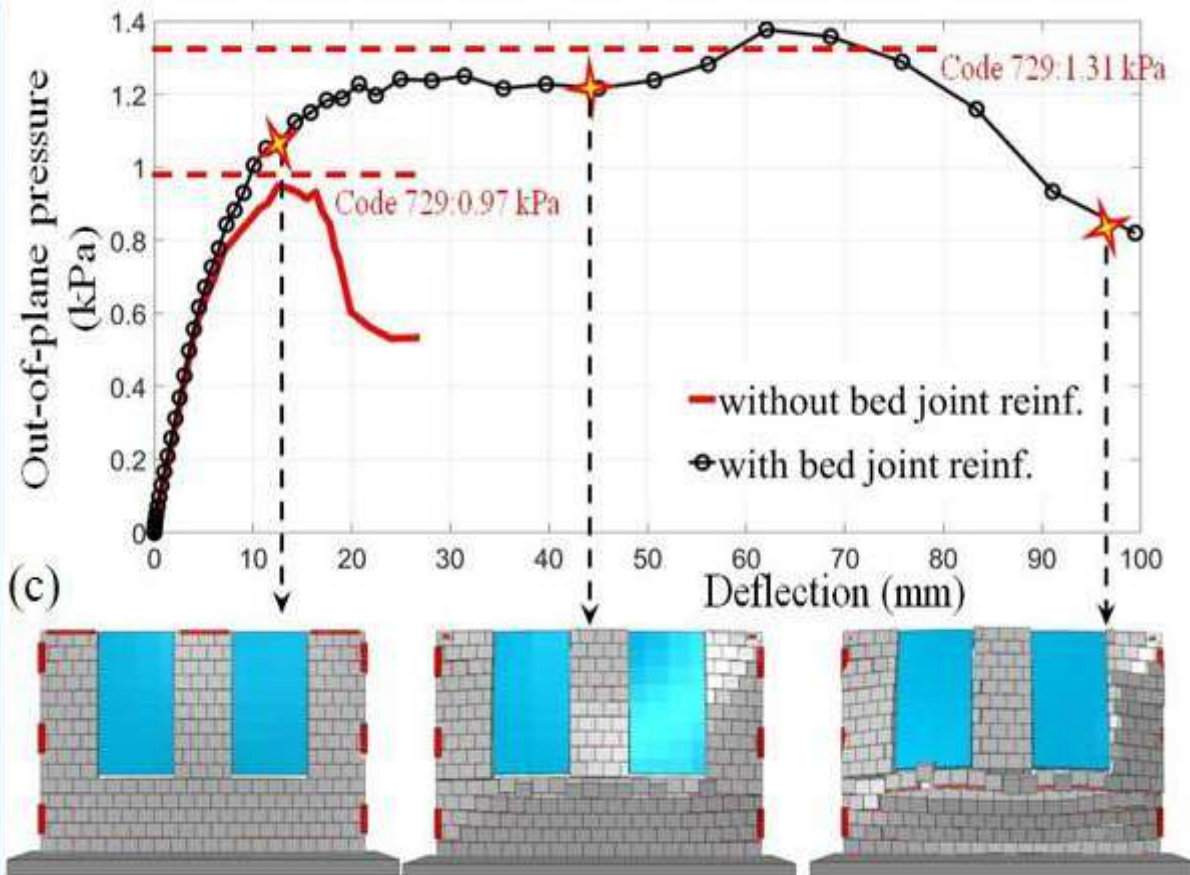 Out-of-plane pressure
(kPa)
1.4
1.2
1
0.8
0.6
0.4
0.2
0
Code 729:1.31 kPa
Code 729:0.97 kPa
without bed joint reinf.
with bed joint reinf.
0 10 20 30 40 50 60 70 80 90 100
Deflection (mm)
(c)